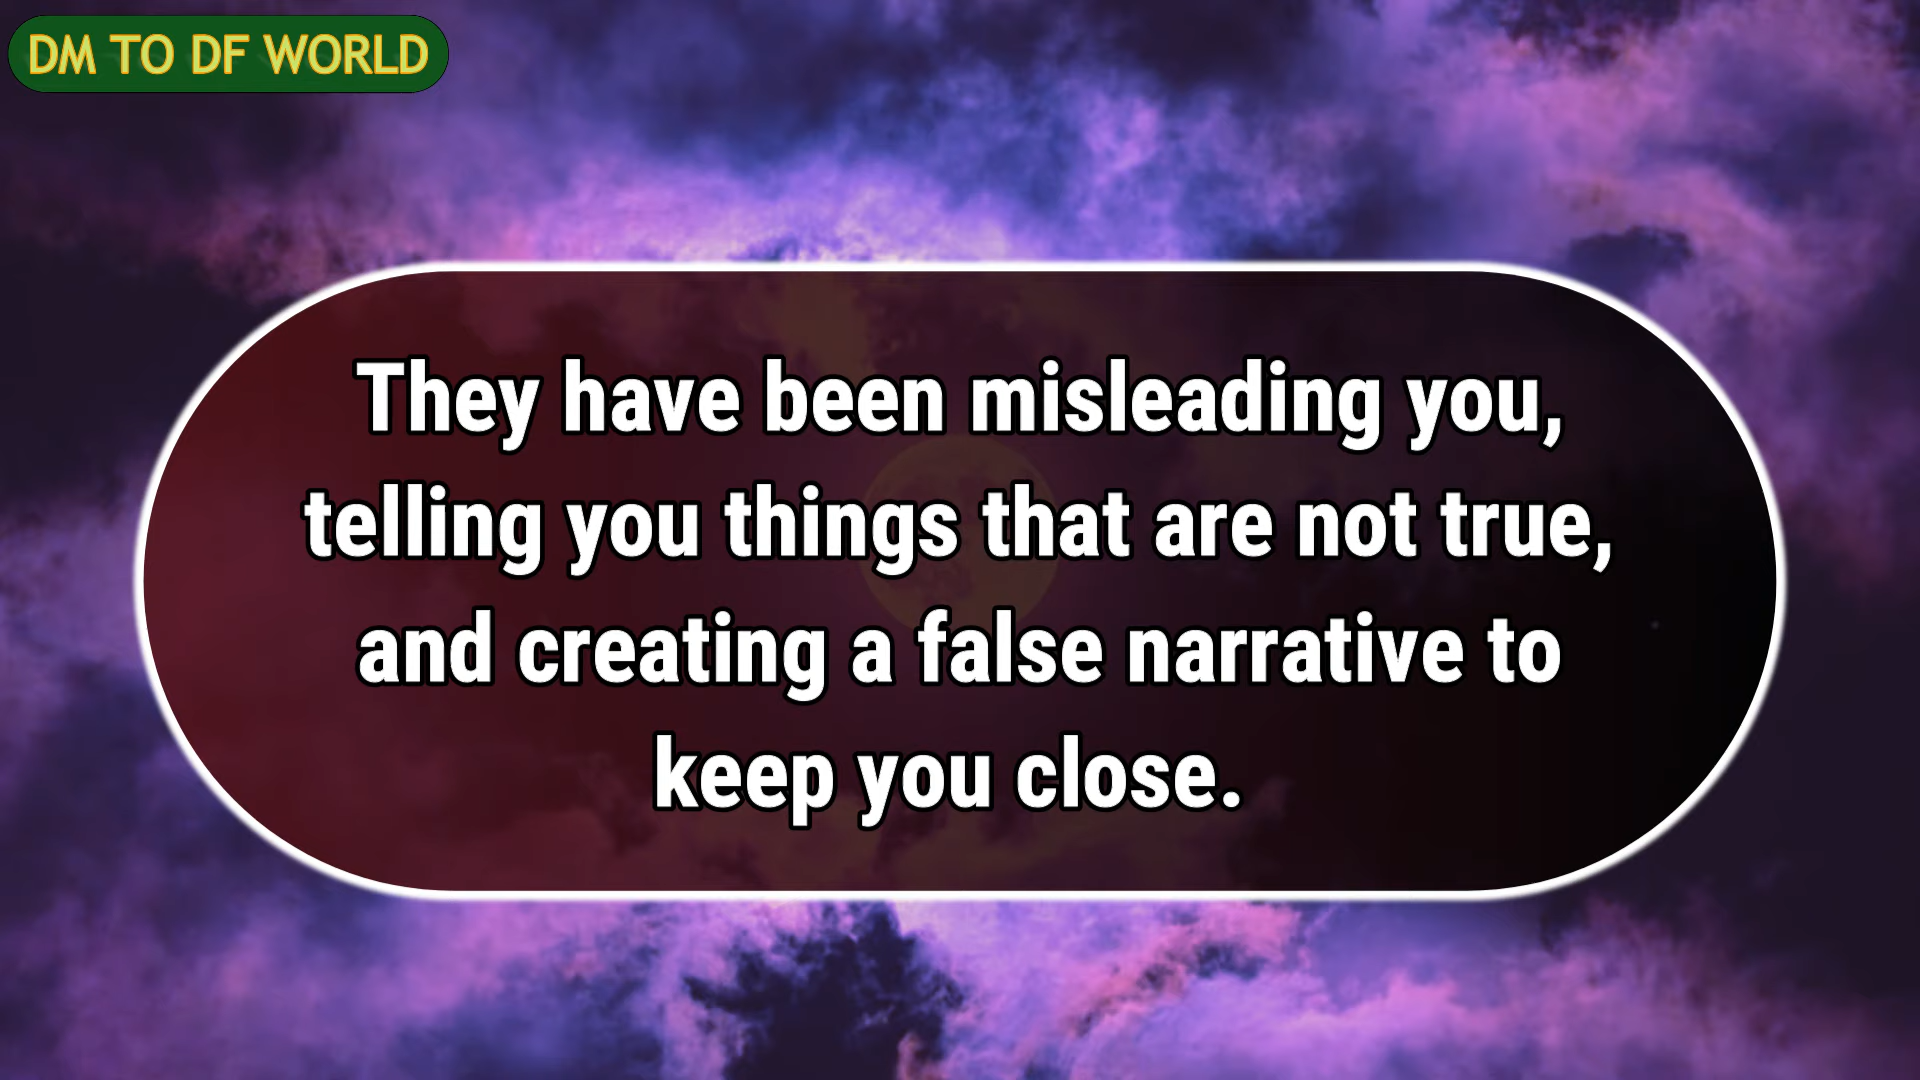 DM TO DF WORLD
They have been misleading you,
telling you things that are not true,
and creating a false narrative to
keep you close.